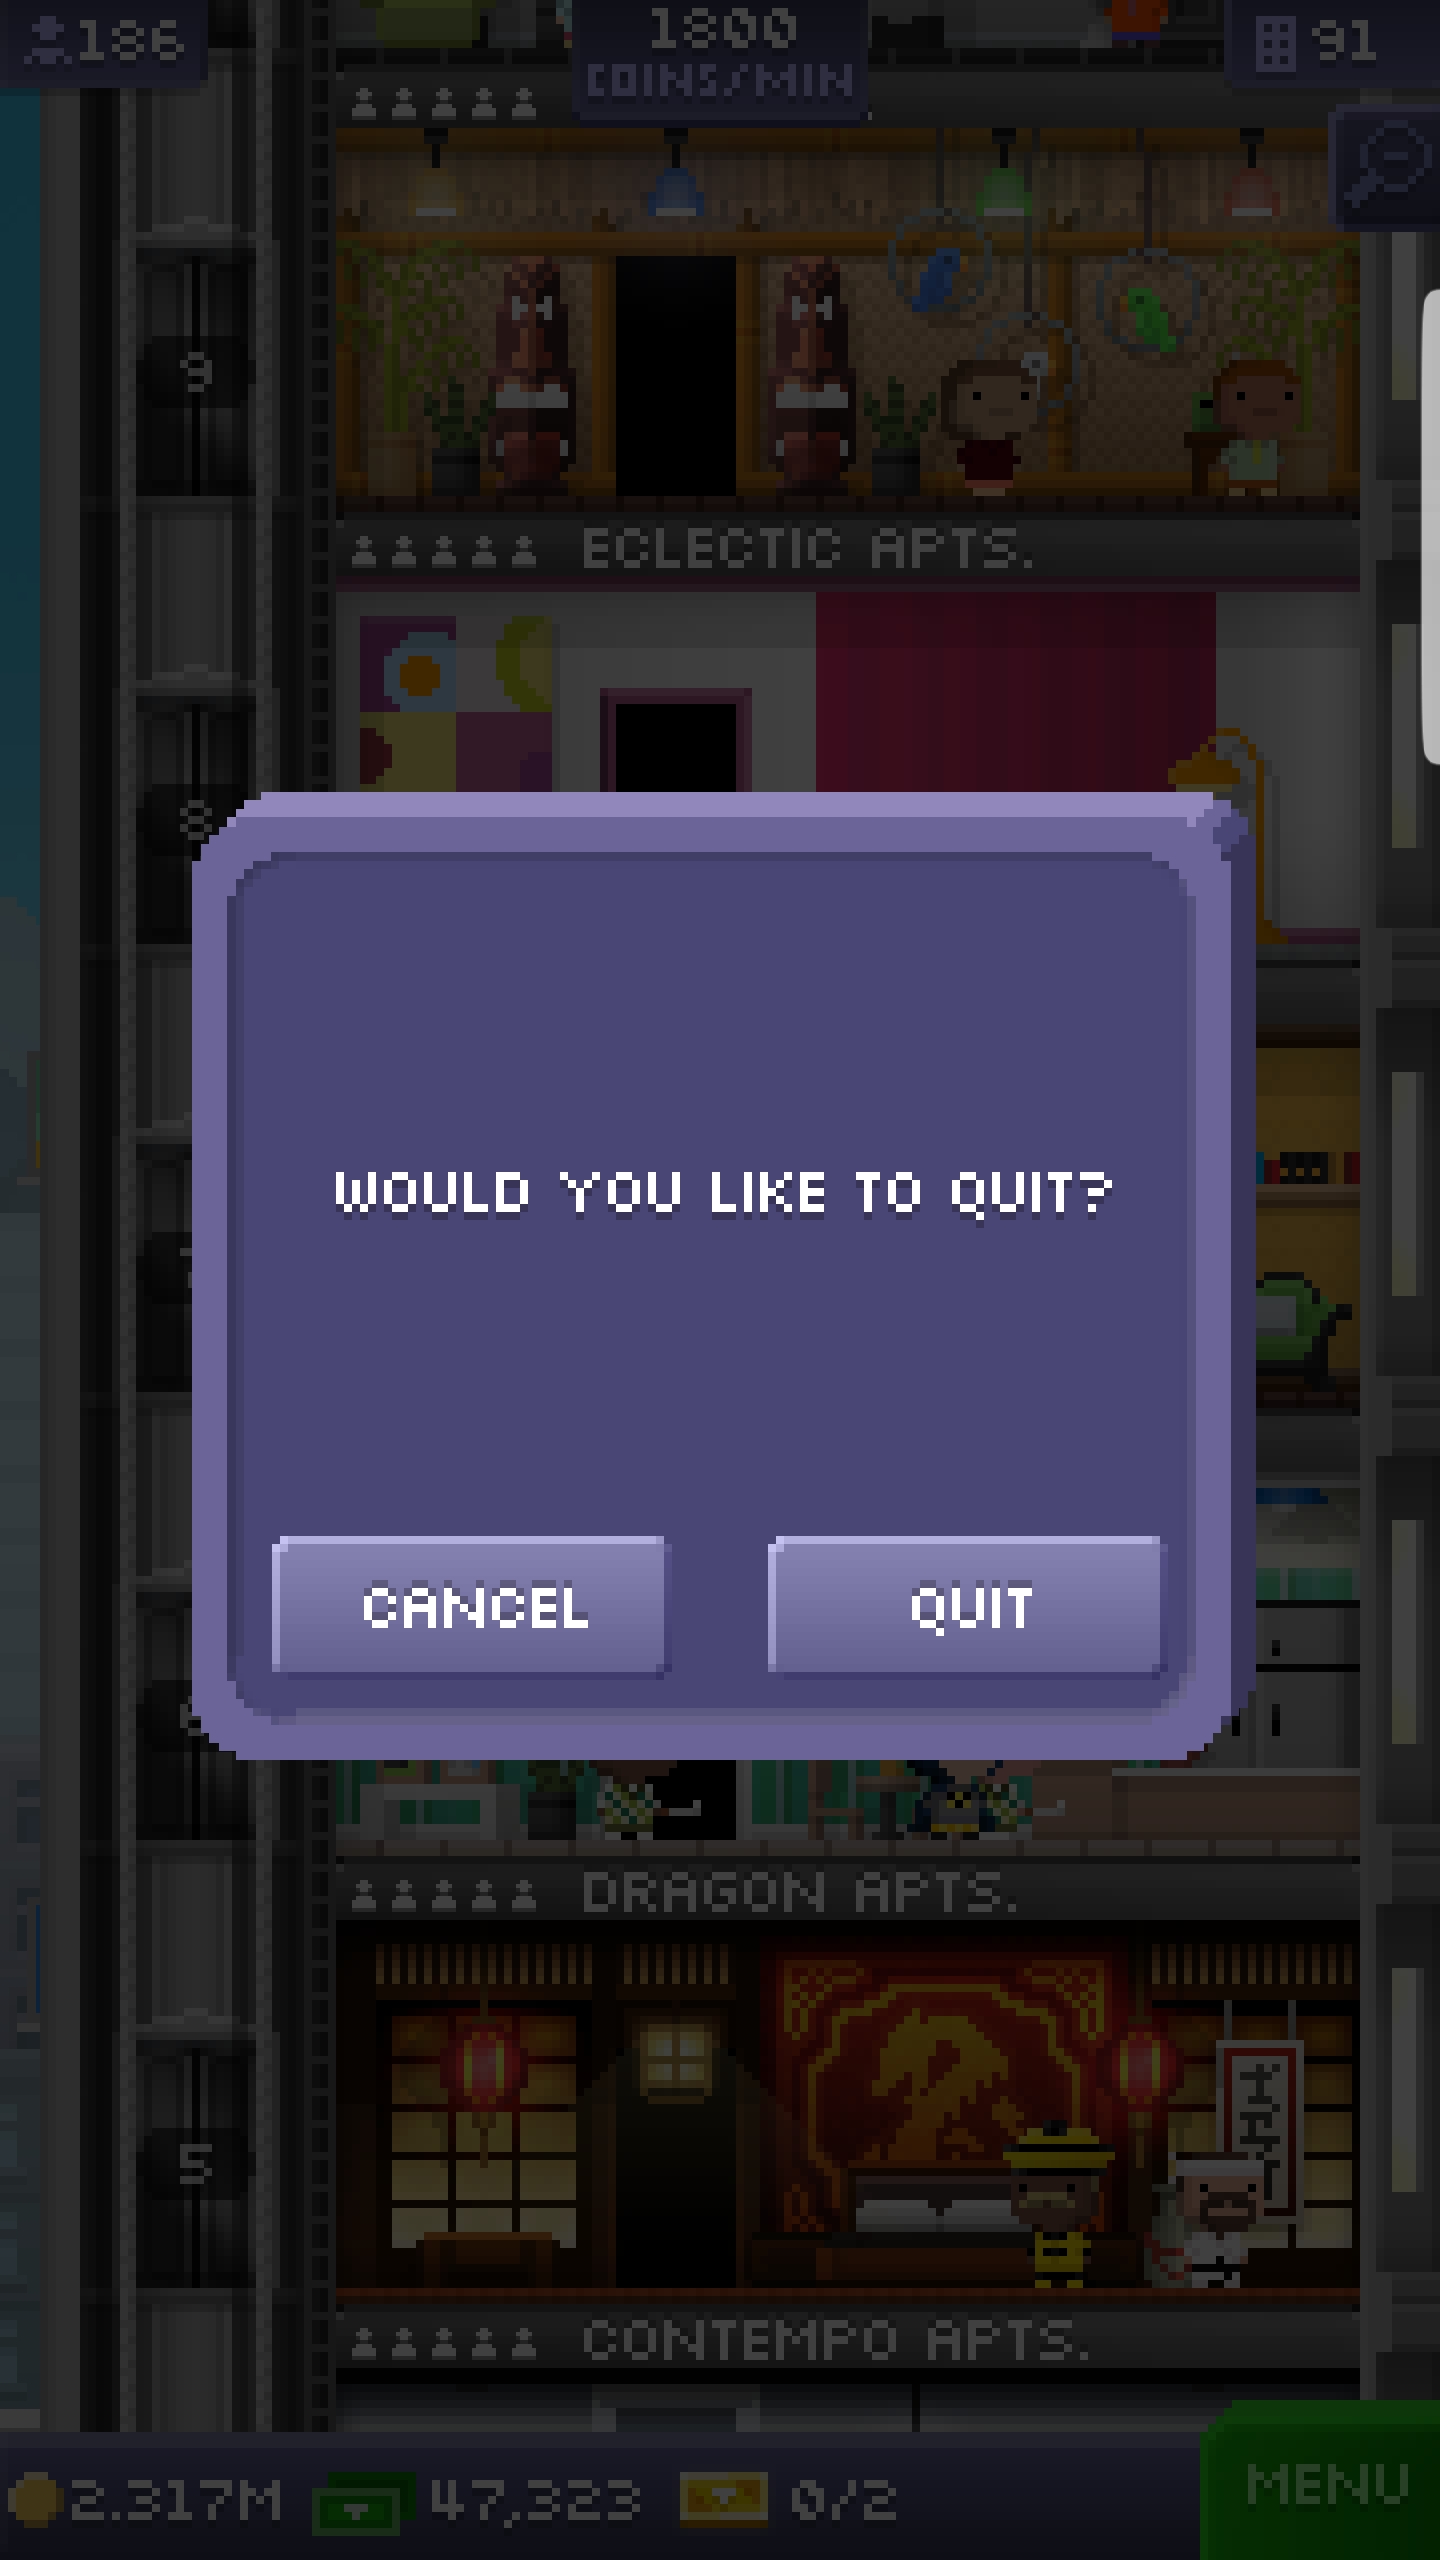 186
1800
COINS/MIN
91
9
ECLECTIC APTS.
8
WOULD YOU LIKE TO QUIT?
CANCEL
QUIT
DRAGON APTS.
5
CONTEMPO APTS.
2.317M
47,323
0/2
MENU